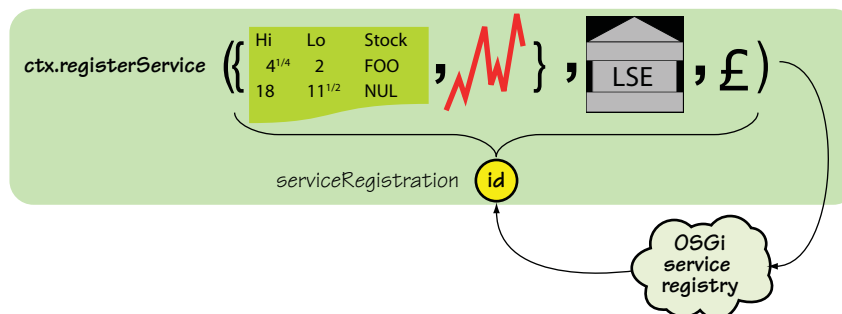 ctx.registerService ({ , } , LSE , £ )
Hi Lo Stock
4 1/4 2 FOO
18 11 1/2 NUL
serviceRegistration id
OSGi
service
registry